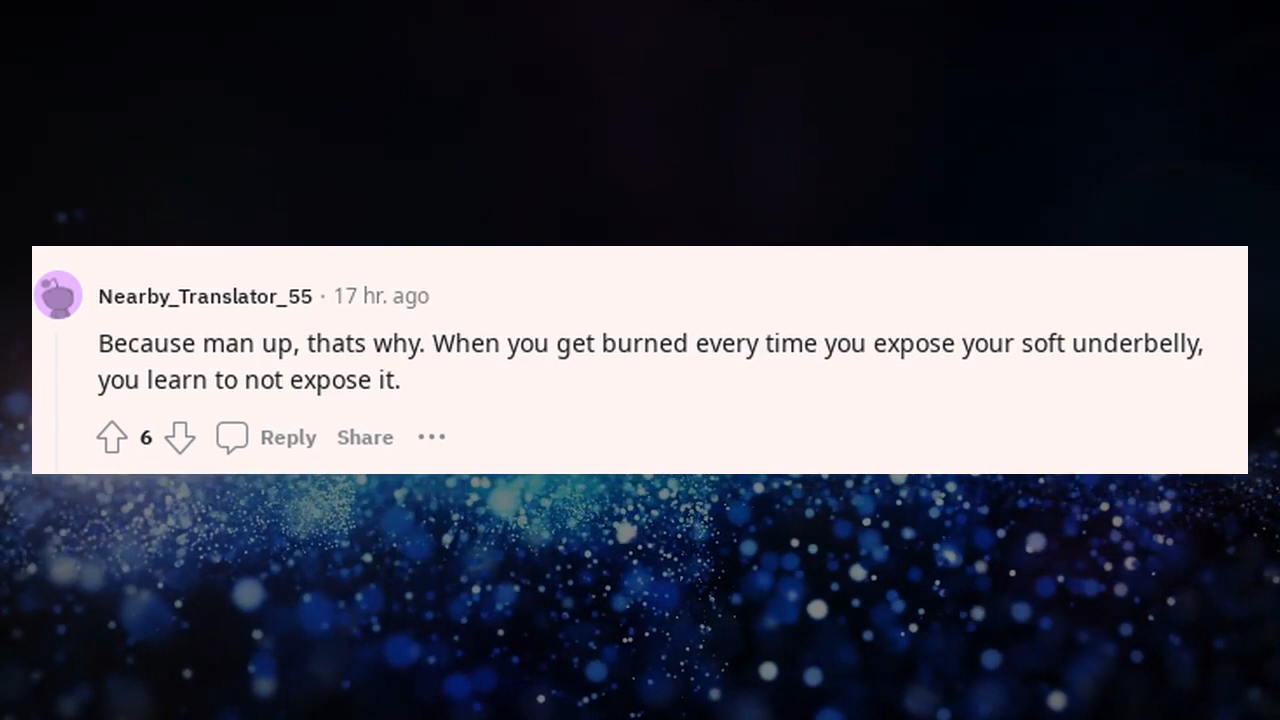 Nearby_Translator_55 · 17 hr. ago
Because man up, thats why. When you get burned every time you expose your soft underbelly,
you learn to not expose it.
6 Reply Share ···